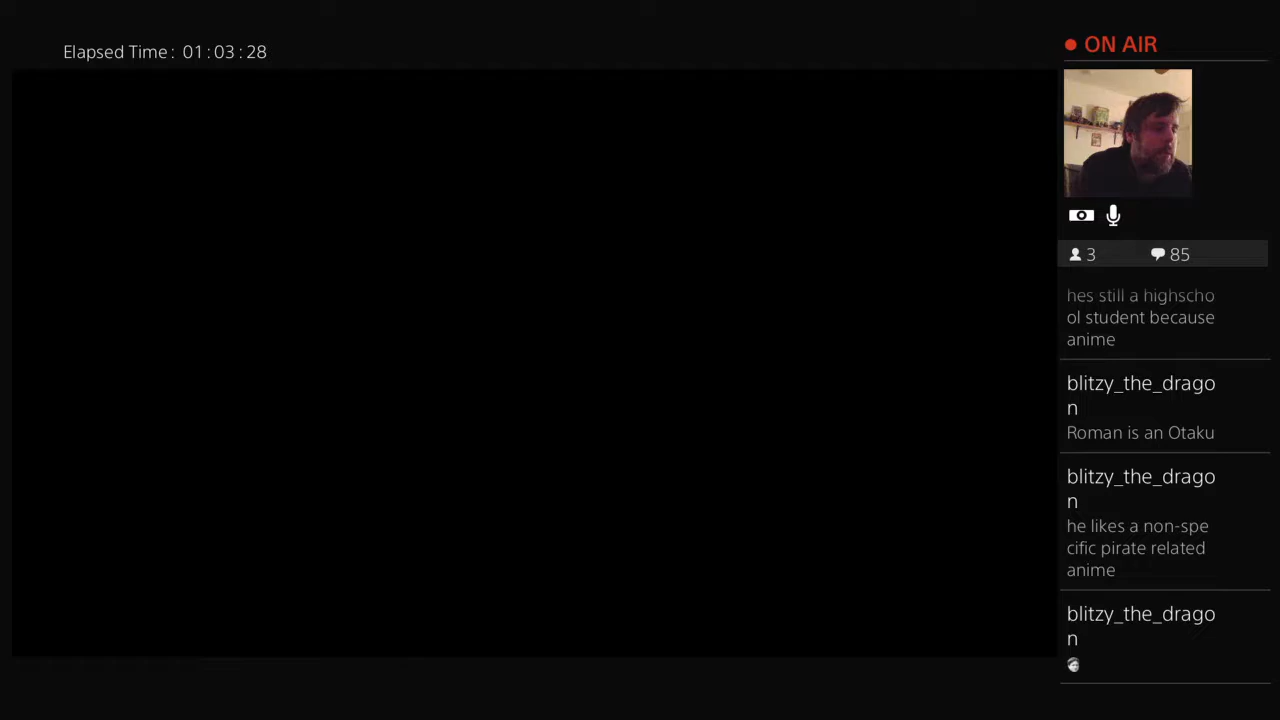 Elapsed Time: 01:03:28
ON AIR
3
85
hes still a highscho
ol student because
anime
blitzy_the_drago
n
Roman is an Otaku
blitzy_the_drago
n
he likes a non-spe
cific pirate related
anime
blitzy_the_drago
n